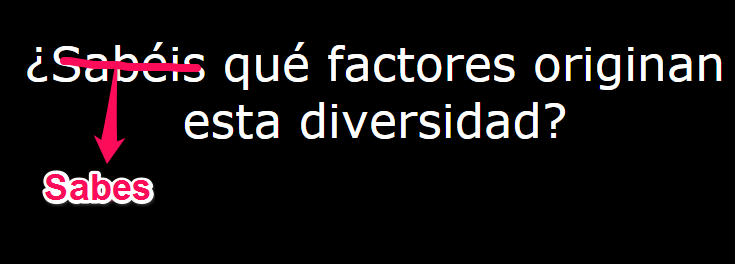 ¿Sabéis qué factores originan
esta diversidad?
Sabes